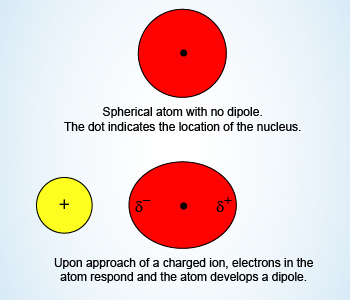 Spherical atom with no dipole.
The dot indicates the location of the nucleus.
+
δ− δ+
Upon approach of a charged ion, electrons in the
atom respond and the atom develops a dipole.